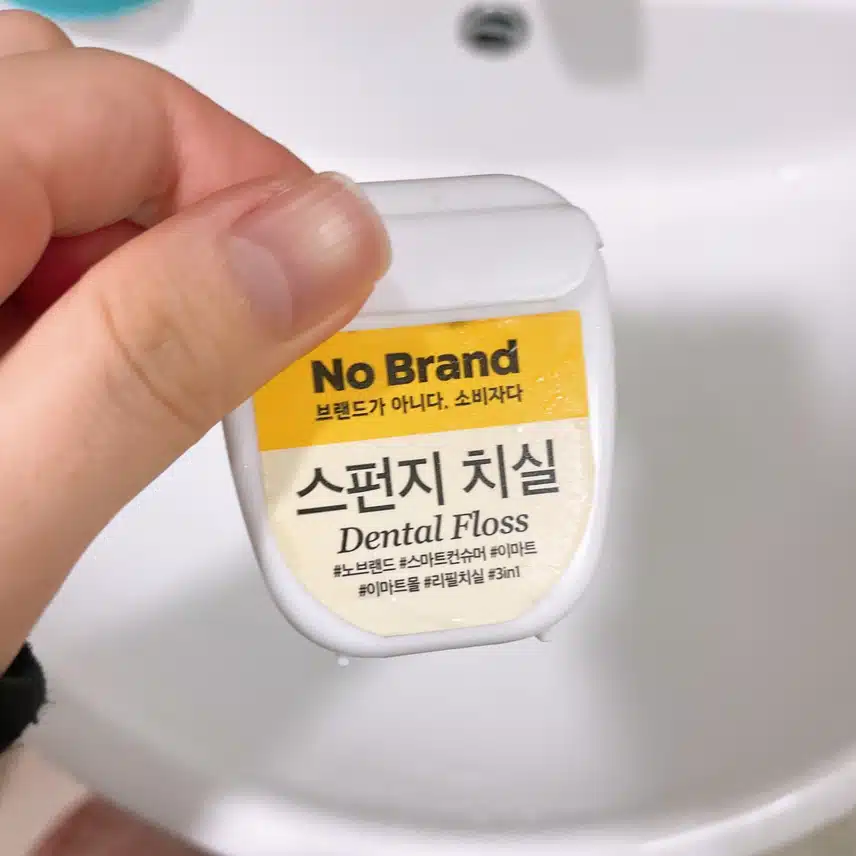 No Brand
브랜드가 아니다. 소비자다
스펀지 치실
Dental Floss
#노브랜드 #스마트컨슈머 #이마트
#이마트몰 #리필치실 #3in1